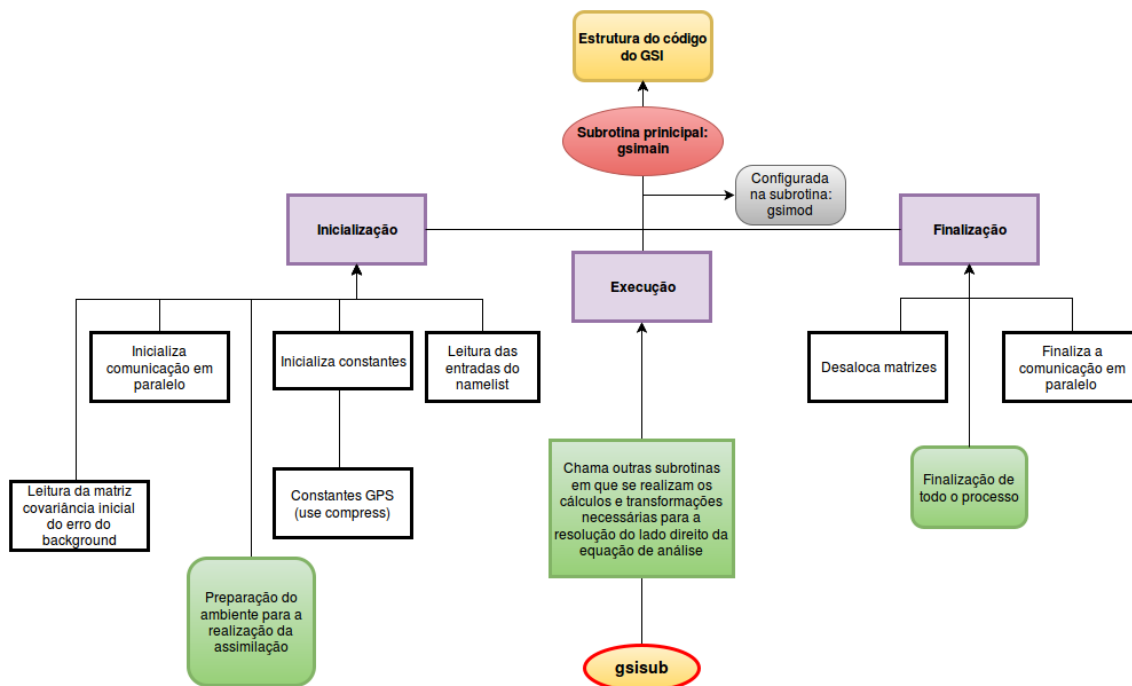 Estrutura do código
do GSI
Subrotina prinicipal:
gsimain
Configurada
na subrotina:
gsimod
Inicialização
Execução
Finalização
Inicializa
comunicação em
paralelo
Inicializa constantes
Leitura das
entradas do
namelist
Desaloca matrizes
Finaliza a
comunicação em
paralelo
Leitura da matriz
covariância inicial
do erro do
background
Constantes GPS
(use compress)
Chama outras subrotinas
em que se realizam os
cálculos e transformações
necessárias para a
resolução do lado direito da
equação de análise
Finalização de
todo o processo
Preparação do
ambiente para a
realização da
assimilação
gsisub